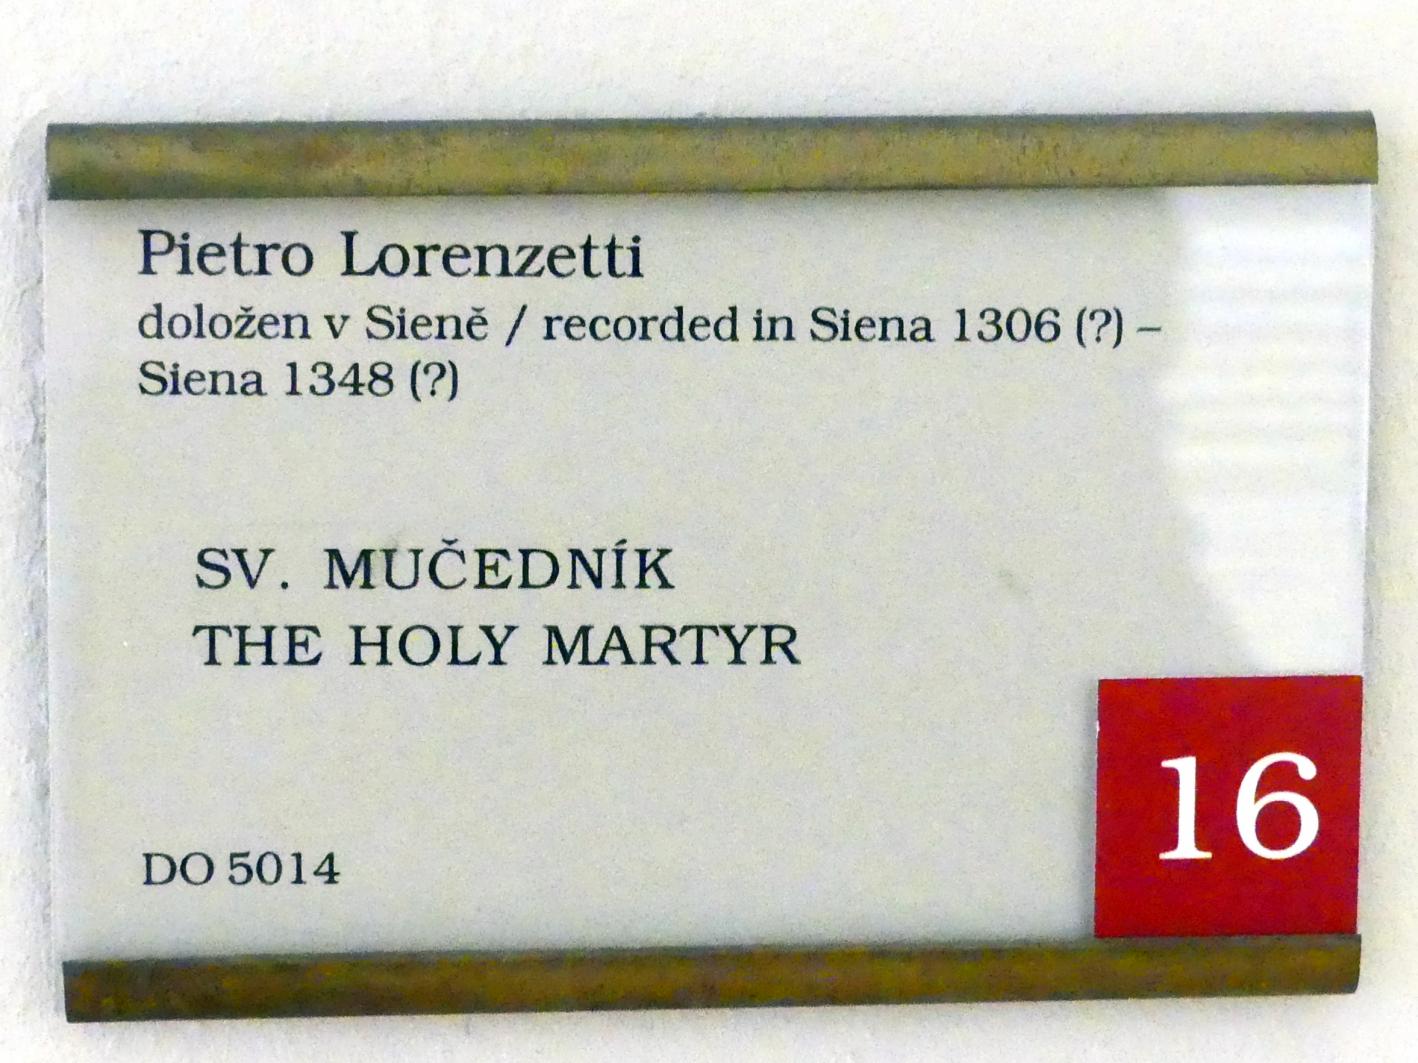 Pietro Lorenzetti
doložen v Sieně / recorded in Siena 1306 (?) –
Siena 1348 (?)
SV. MUČEDNÍK
THE HOLY MARTYR
16
DO 5014